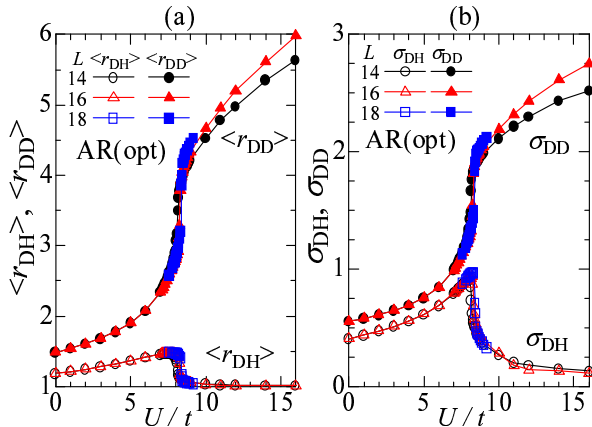 (a)
L <r_DH> <r_DD>
14
16
18
AR(opt)
<r_DD>
<r_DH>
<r_DH>, <r_DD>
6
5
4
3
2
1
0 5 10 15
U / t
(b)
L σ_DH σ_DD
14
16
18
AR(opt)
σ_DD
σ_DH
σ_DH, σ_DD
3
2
1
0
0 5 10 15
U / t